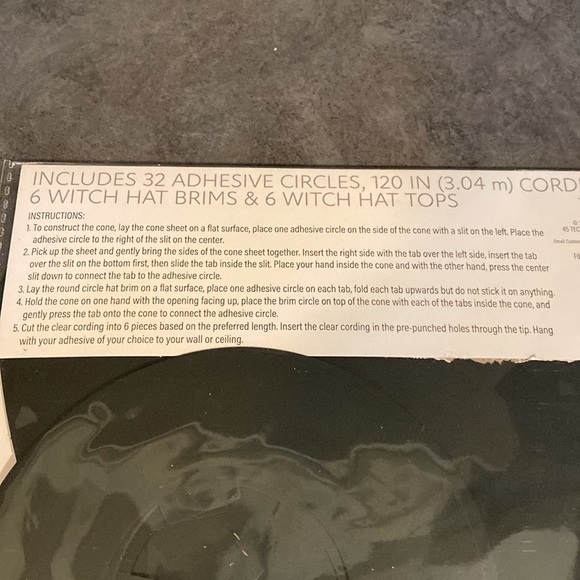 INCLUDES 32 ADHESIVE CIRCLES, 120 IN (3.04 m) CORD
6 WITCH HAT BRIMS & 6 WITCH HAT TOPS
INSTRUCTIONS:
1. To construct the cone, lay the cone sheet on a flat surface, place one adhesive circle on the side of the cone with a slit on the left. Place the
adhesive circle to the right of the slit on the center.
2. Pick up the sheet and gently bring the sides of the cone sheet together. Insert the right side with the tab over the left side, insert the tab
over the slit on the bottom first, then slide the tab inside the slit. Place your hand inside the cone and with the other hand, press the center
slit down to connect the tab to the adhesive circle.
3. Lay the round circle hat brim on a flat surface, place one adhesive circle on each tab, fold each tab upwards but do not stick it on anything.
4. Hold the cone on one hand with the opening facing up, place the brim circle on top of the cone with each of the tabs inside the cone, and
gently press the tab onto the cone to connect the adhesive circle.
5. Cut the clear cording into 6 pieces based on the preferred length. Insert the clear cording in the pre-punched holes through the tip. Hang
with your adhesive of your choice to your wall or ceiling.
45 TEC